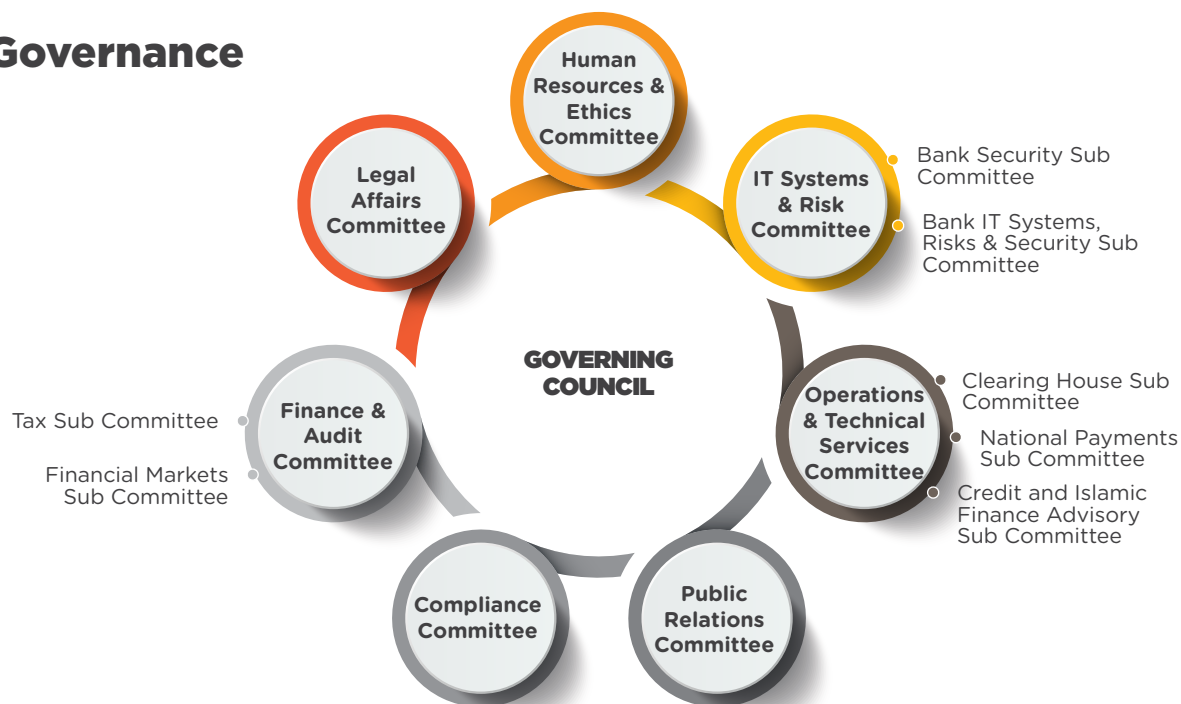 Governance
Human
Resources &
Ethics
Committee
Legal
Affairs
Committee
IT Systems
& Risk
Committee
Bank Security Sub
Committee
Bank IT Systems,
Risks & Security Sub
Committee
GOVERNING
COUNCIL
Finance &
Audit
Committee
Tax Sub Committee
Financial Markets
Sub Committee
Operations
& Technical
Services
Committee
Clearing House Sub
Committee
National Payments
Sub Committee
Credit and Islamic
Finance Advisory
Sub Committee
Compliance
Committee
Public
Relations
Committee